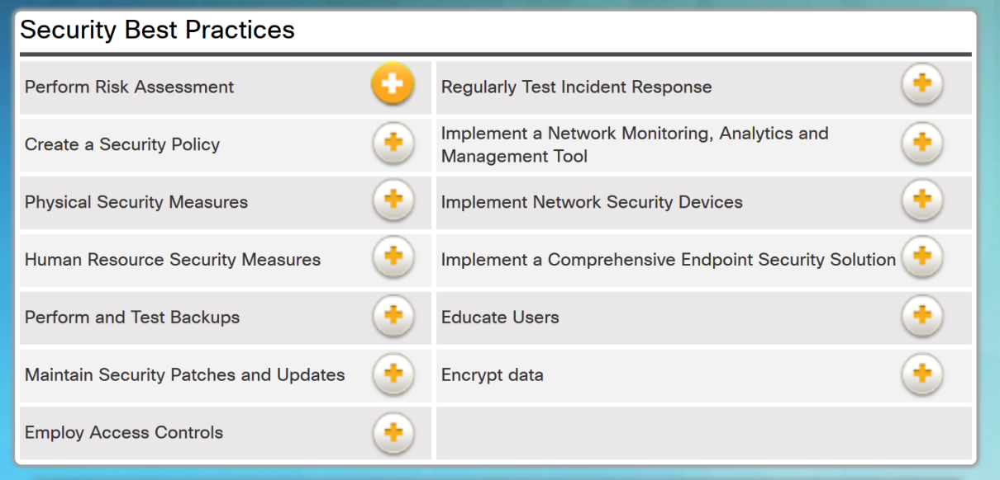 Security Best Practices
Perform Risk Assessment
Create a Security Policy
Physical Security Measures
Human Resource Security Measures
Perform and Test Backups
Maintain Security Patches and Updates
Employ Access Controls
Regularly Test Incident Response
Implement a Network Monitoring, Analytics and
Management Tool
Implement Network Security Devices
Implement a Comprehensive Endpoint Security Solution
Educate Users
Encrypt data